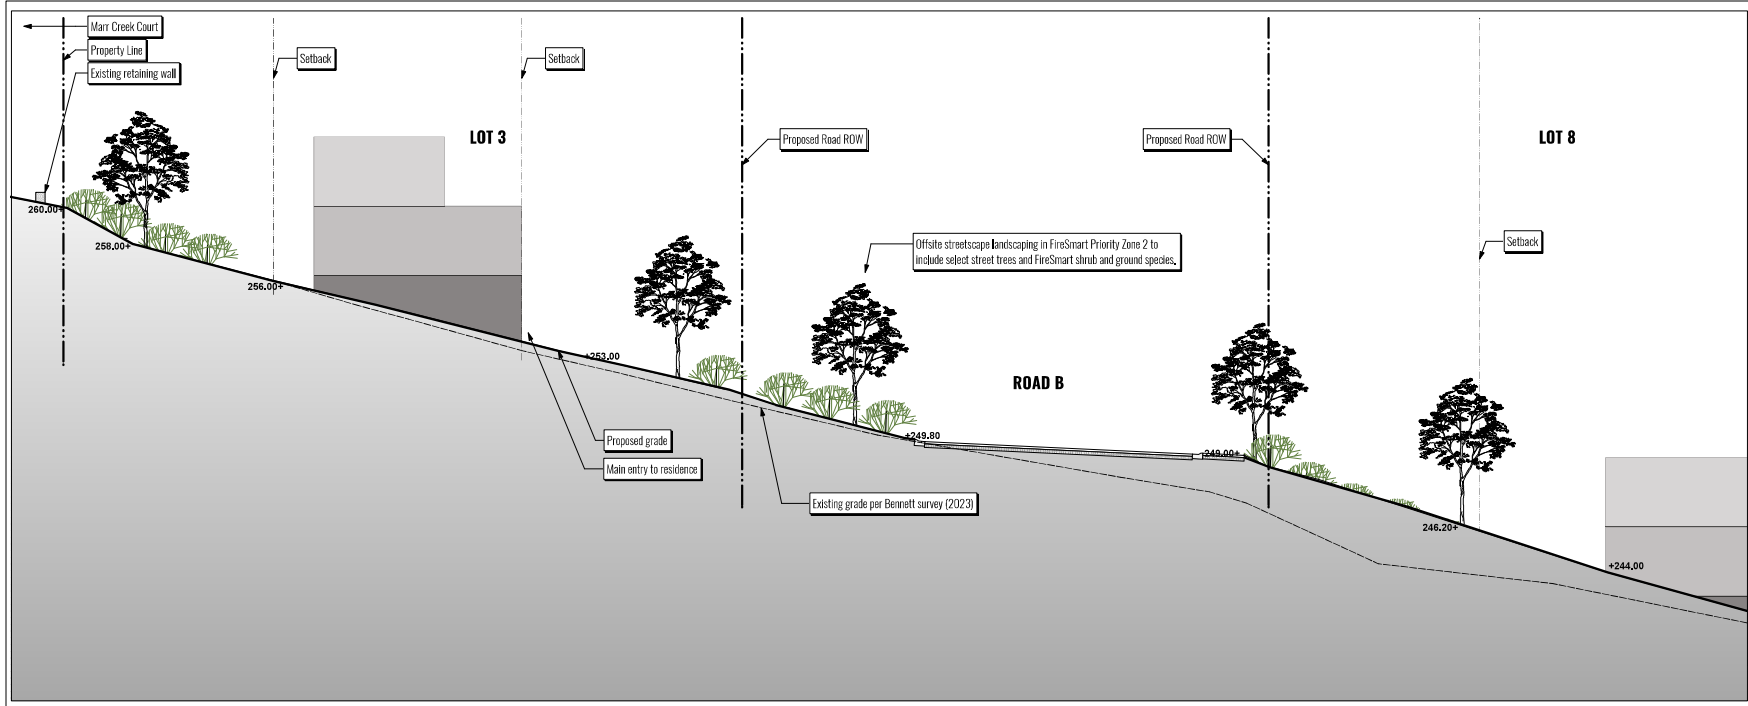 Marr Creek Court
Property Line
Existing retaining wall
Setback
Setback
LOT 3
Proposed Road ROW
Proposed Road ROW
LOT 8
260.00+
258.00+
256.00+
Offsite streetscape landscaping in FireSmart Priority Zone 2 to
include select street trees and FireSmart shrub and ground species.
Setback
+253.00
ROAD B
Proposed grade
Main entry to residence
+249.80
249.00+
Existing grade per Bennett survey (2023)
246.20+
+244.00